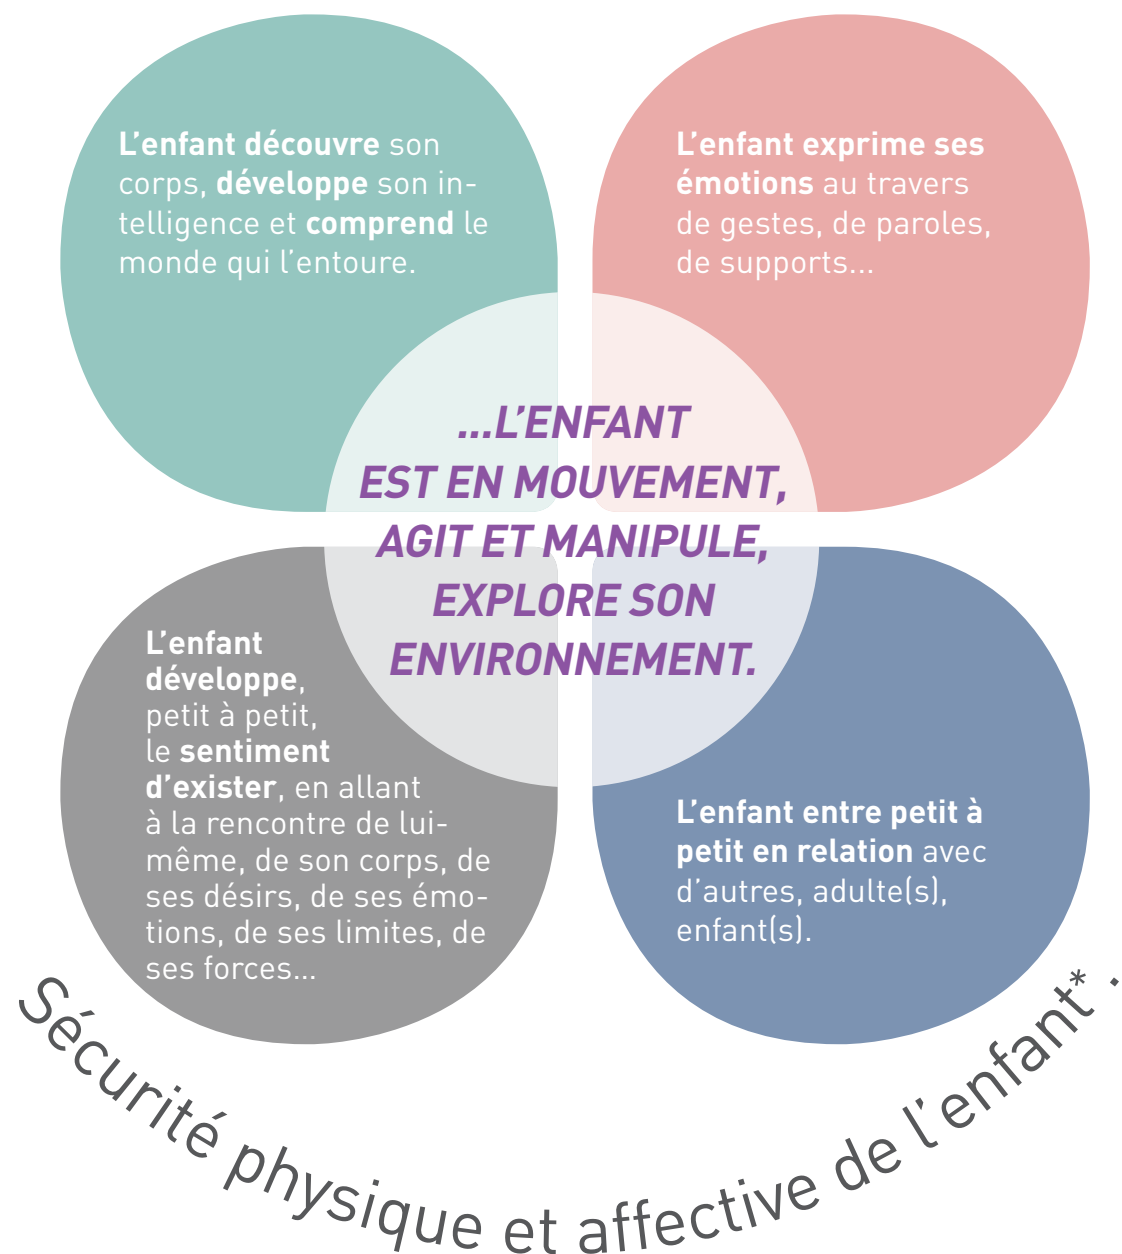 L’enfant découvre son
corps, développe son in-
telligence et comprend le
monde qui l’entoure.
L’enfant exprime ses
émotions au travers
de gestes, de paroles,
de supports...
...L’ENFANT
EST EN MOUVEMENT,
AGIT ET MANIPULE,
EXPLORE SON
ENVIRONNEMENT.
L’enfant
développe,
petit à petit,
le sentiment
d’exister, en allant
à la rencontre de lui-
même, de son corps, de
ses désirs, de ses émo-
tions, de ses limites, de
ses forces...
L’enfant entre petit à
petit en relation avec
d’autres, adulte(s),
enfant(s).
Sécurité physique et affective de l’enfant* .